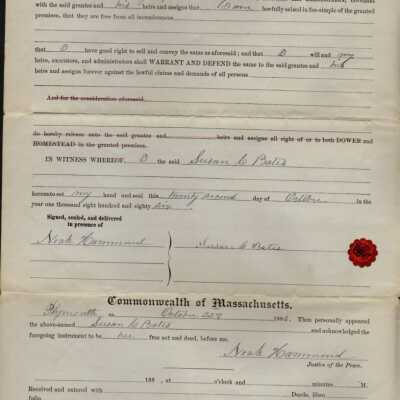 with the said grantee and his heirs and assigns that I am lawfully seized in fee-simple of the granted
premises, that they are free from all incumbrances
that I have good right to sell and convey the same as aforesaid; and that I will and my
heirs, executors, and administrators shall WARRANT AND DEFEND the same to the said grantee and his
heirs and assigns forever against the lawful claims and demands of all persons
And for the consideration aforesaid
do hereby release unto the said grantee and heirs and assigns all right of or to both DOWER and
HOMESTEAD in the granted premises.
IN WITNESS WHEREOF, I the said Susan C Bates
hereunto set my hand and seal this twenty second day of October in the
year one thousand eight hundred and eighty six.
Signed, sealed, and delivered
in presence of
Noah Hammond
Susan C Bates
Commonwealth of Massachusetts.
Plymouth ss. October 22d 1886. Then personally appeared
the above-named Susan C Bates and acknowledged the
foregoing instrument to be her free act and deed, before me,
Noah Hammond
Justice of the Peace.
188 , at o'clock and minutes M.
Received and entered with Deeds, libro
folio,